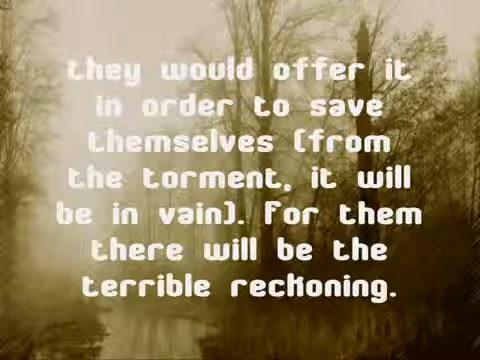 they would offer it
in order to save
themselves (from
the torment, it will
be in vain). For them
there will be the
terrible reckoning.